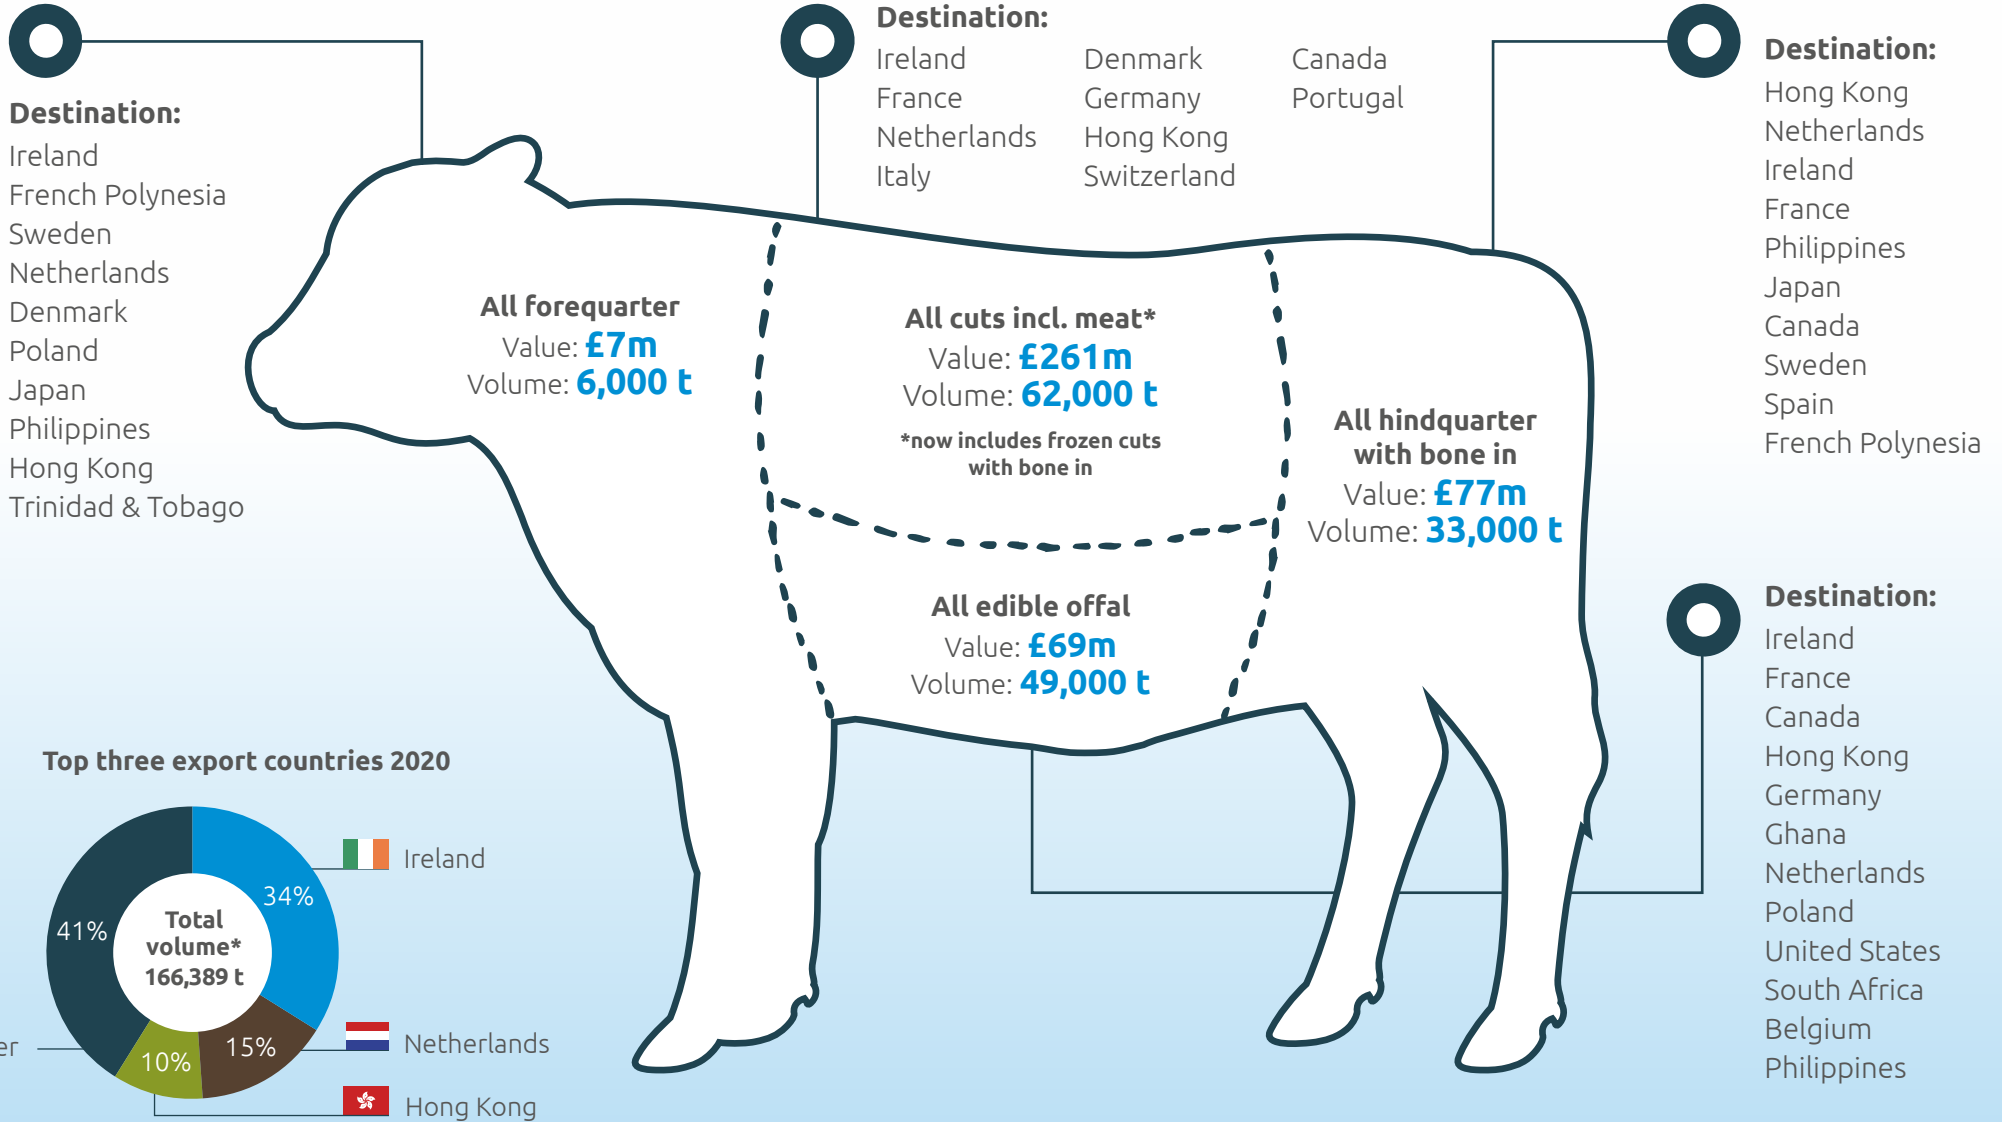 Destination:
Ireland
French Polynesia
Sweden
Netherlands
Denmark
Poland
Japan
Philippines
Hong Kong
Trinidad & Tobago
Destination:
Ireland
France
Netherlands
Italy
Denmark
Germany
Hong Kong
Switzerland
Canada
Portugal
Destination:
Hong Kong
Netherlands
Ireland
France
Philippines
Japan
Canada
Sweden
Spain
French Polynesia
All forequarter
Value: £7m
Volume: 6,000 t
All cuts incl. meat*
Value: £261m
Volume: 62,000 t
*now includes frozen cuts
with bone in
All hindquarter
with bone in
Value: £77m
Volume: 33,000 t
All edible offal
Value: £69m
Volume: 49,000 t
Destination:
Ireland
France
Canada
Hong Kong
Germany
Ghana
Netherlands
Poland
United States
South Africa
Belgium
Philippines
Top three export countries 2020
34%
41%
15%
10%
Total
volume*
166,389 t
Ireland
Netherlands
Hong Kong